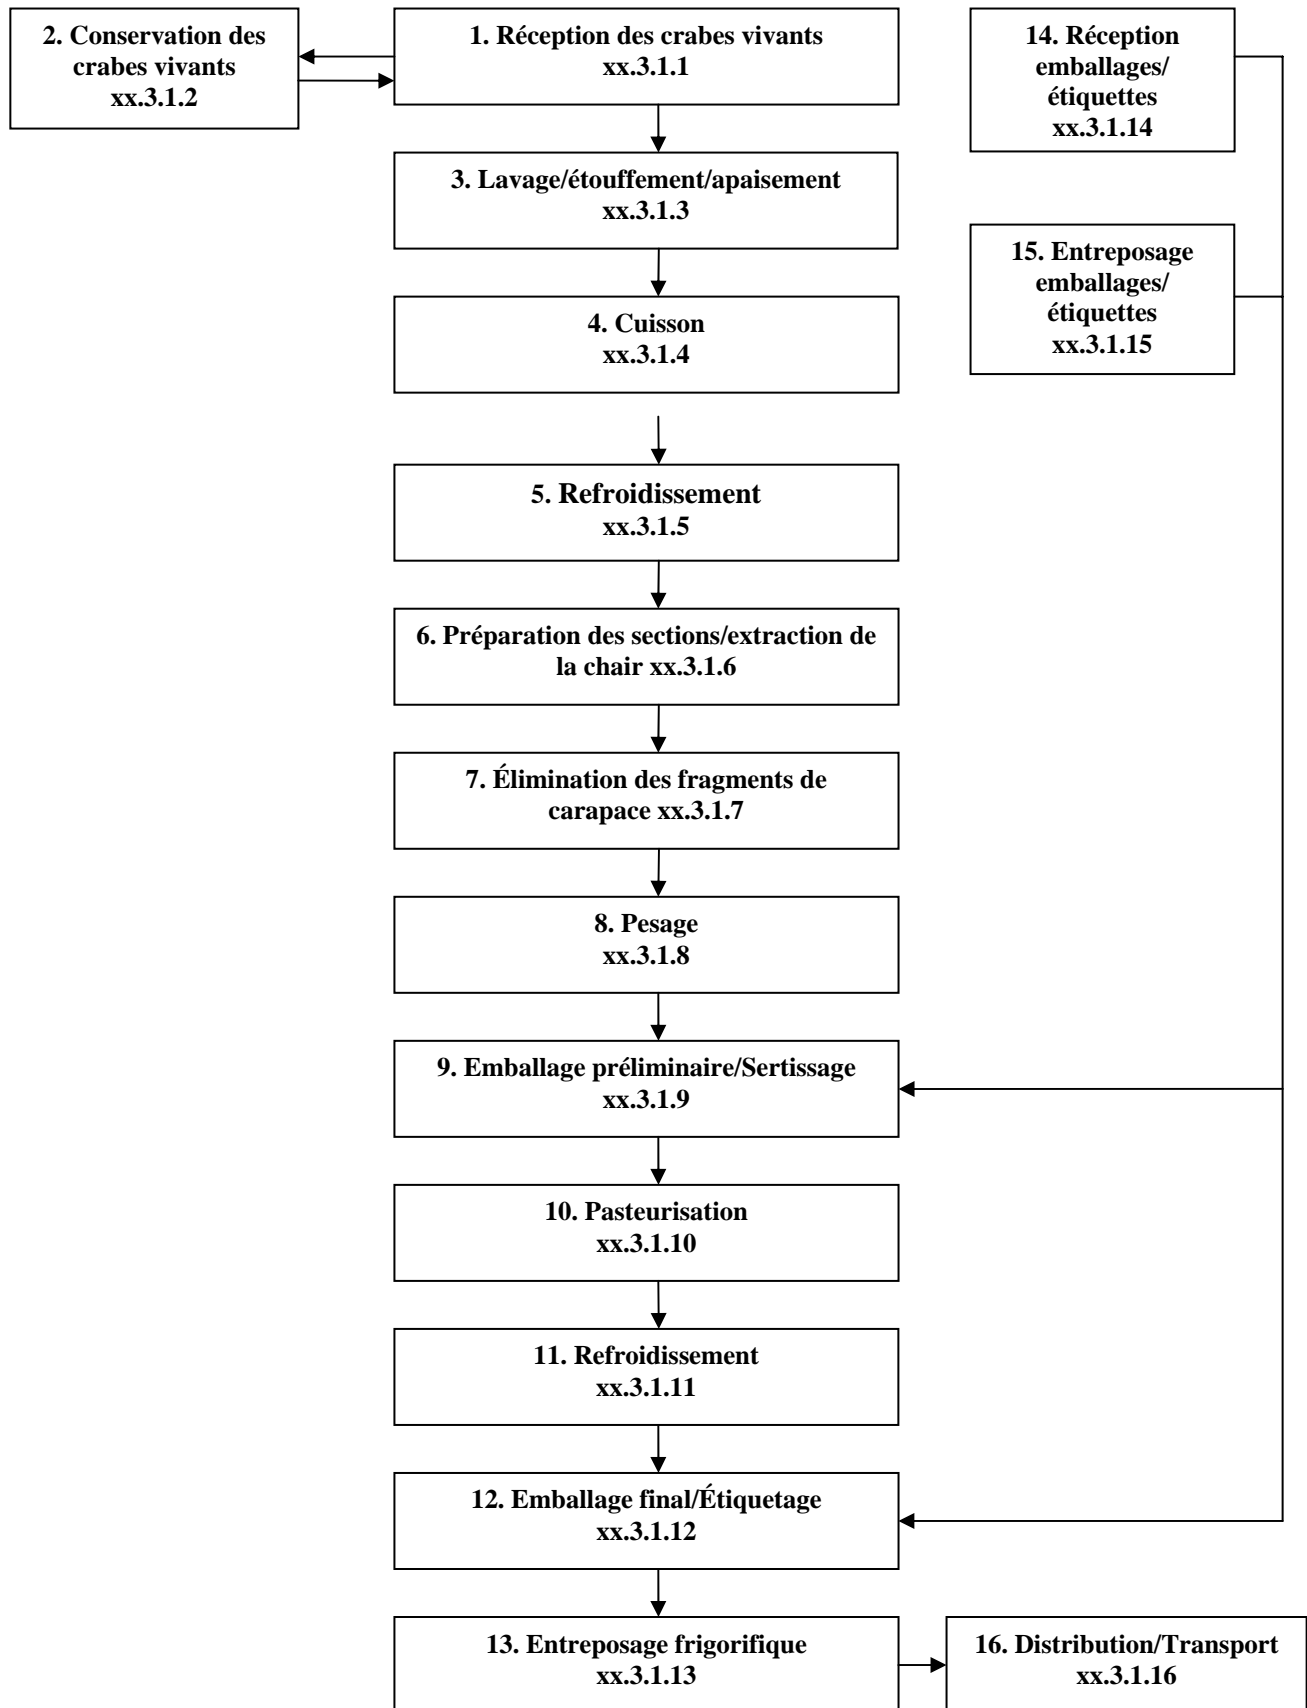 2. Conservation des
crabes vivants
xx.3.1.2
1. Réception des crabes vivants
xx.3.1.1
14. Réception
emballages/
étiquettes
xx.3.1.14
3. Lavage/étouffement/apaisement
xx.3.1.3
15. Entreposage
emballages/
étiquettes
xx.3.1.15
4. Cuisson
xx.3.1.4
5. Refroidissement
xx.3.1.5
6. Préparation des sections/extraction de
la chair xx.3.1.6
7. Élimination des fragments de
carapace xx.3.1.7
8. Pesage
xx.3.1.8
9. Emballage préliminaire/Sertissage
xx.3.1.9
10. Pasteurisation
xx.3.1.10
11. Refroidissement
xx.3.1.11
12. Emballage final/Étiquetage
xx.3.1.12
13. Entreposage frigorifique
xx.3.1.13
16. Distribution/Transport
xx.3.1.16